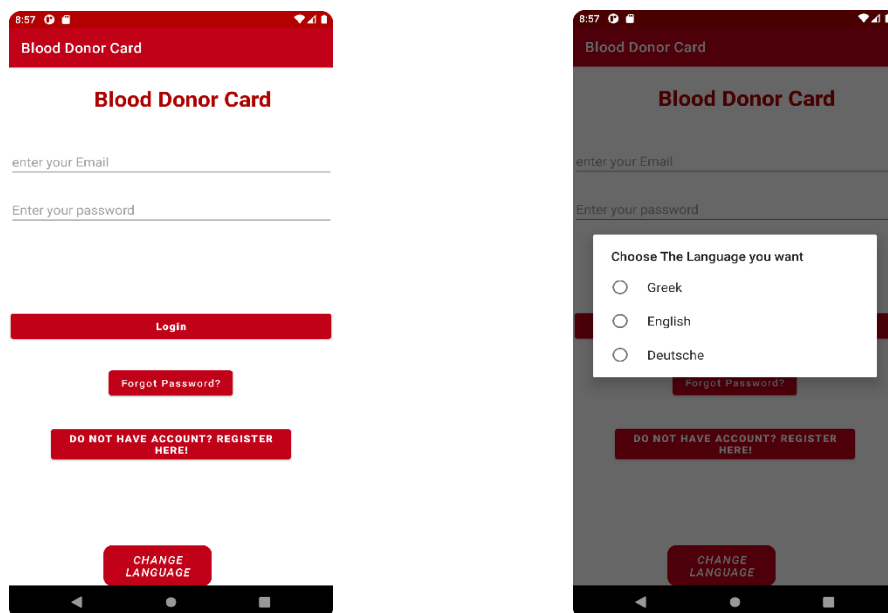 8:57
Blood Donor Card
Blood Donor Card
enter your Email
Enter your password
Login
Forgot Password?
DO NOT HAVE ACCOUNT? REGISTER
HERE!
CHANGE
LANGUAGE
8:57
Blood Donor Card
Blood Donor Card
enter your Email
Enter your password
Choose The Language you want
Greek
English
Deutsche
Forgot Password?
DO NOT HAVE ACCOUNT? REGISTER
HERE!
CHANGE
LANGUAGE